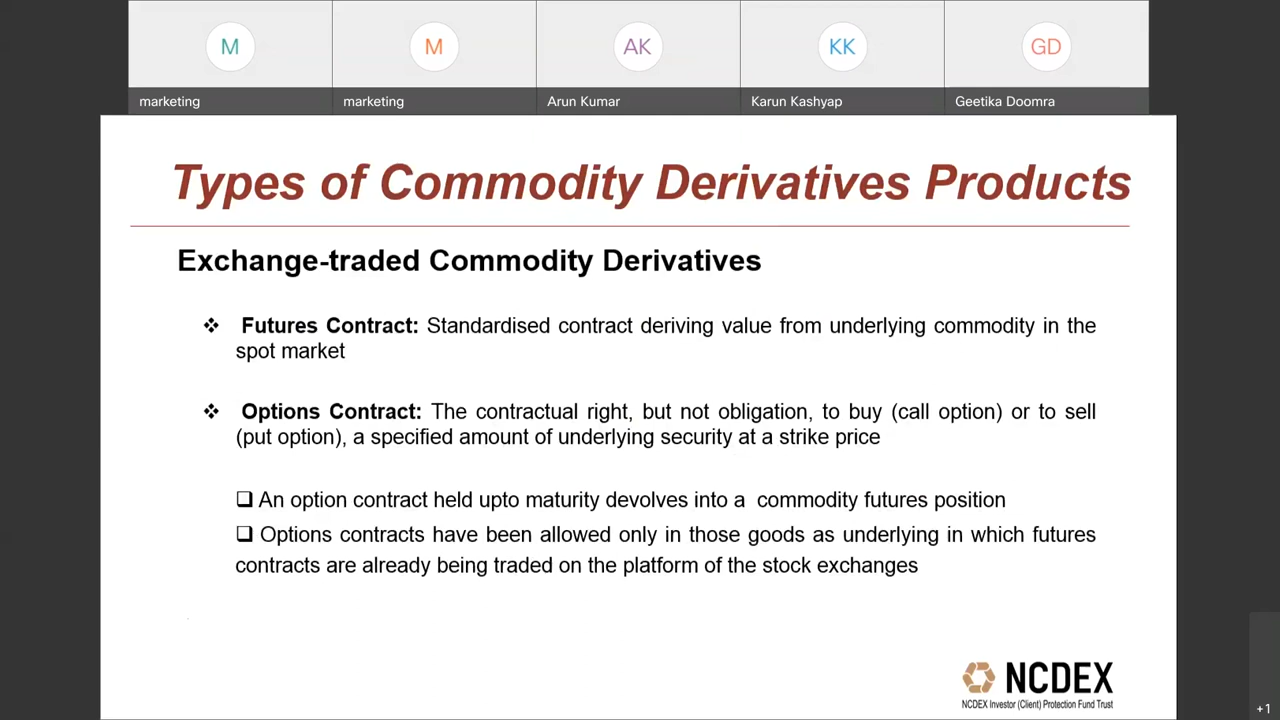 M M AK KK GD
marketing marketing Arun Kumar Karun Kashyap Geetika Doomra
Types of Commodity Derivatives Products
Exchange-traded Commodity Derivatives
❖ Futures Contract: Standardised contract deriving value from underlying commodity in the
spot market
❖ Options Contract: The contractual right, but not obligation, to buy (call option) or to sell
(put option), a specified amount of underlying security at a strike price
❑ An option contract held upto maturity devolves into a commodity futures position
❑ Options contracts have been allowed only in those goods as underlying in which futures
contracts are already being traded on the platform of the stock exchanges
NCDEX
NCDEX Investor (Client) Protection Fund Trust
+1